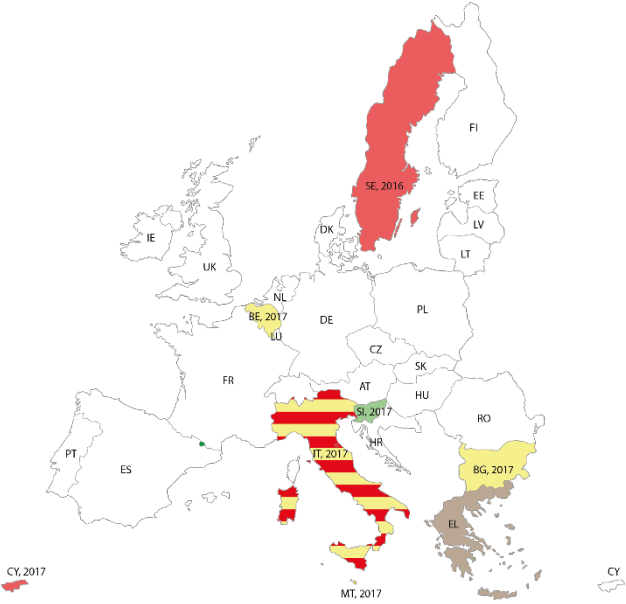 FI
SE, 2016
EE
LV
DK
IE
LT
UK
NL
PL
BE, 2017
DE
LU
CZ
SK
FR
AT
HU
SI, 2017
RO
HR
PT
IT, 2017
ES
BG, 2017
EL
CY, 2017
CY
MT, 2017